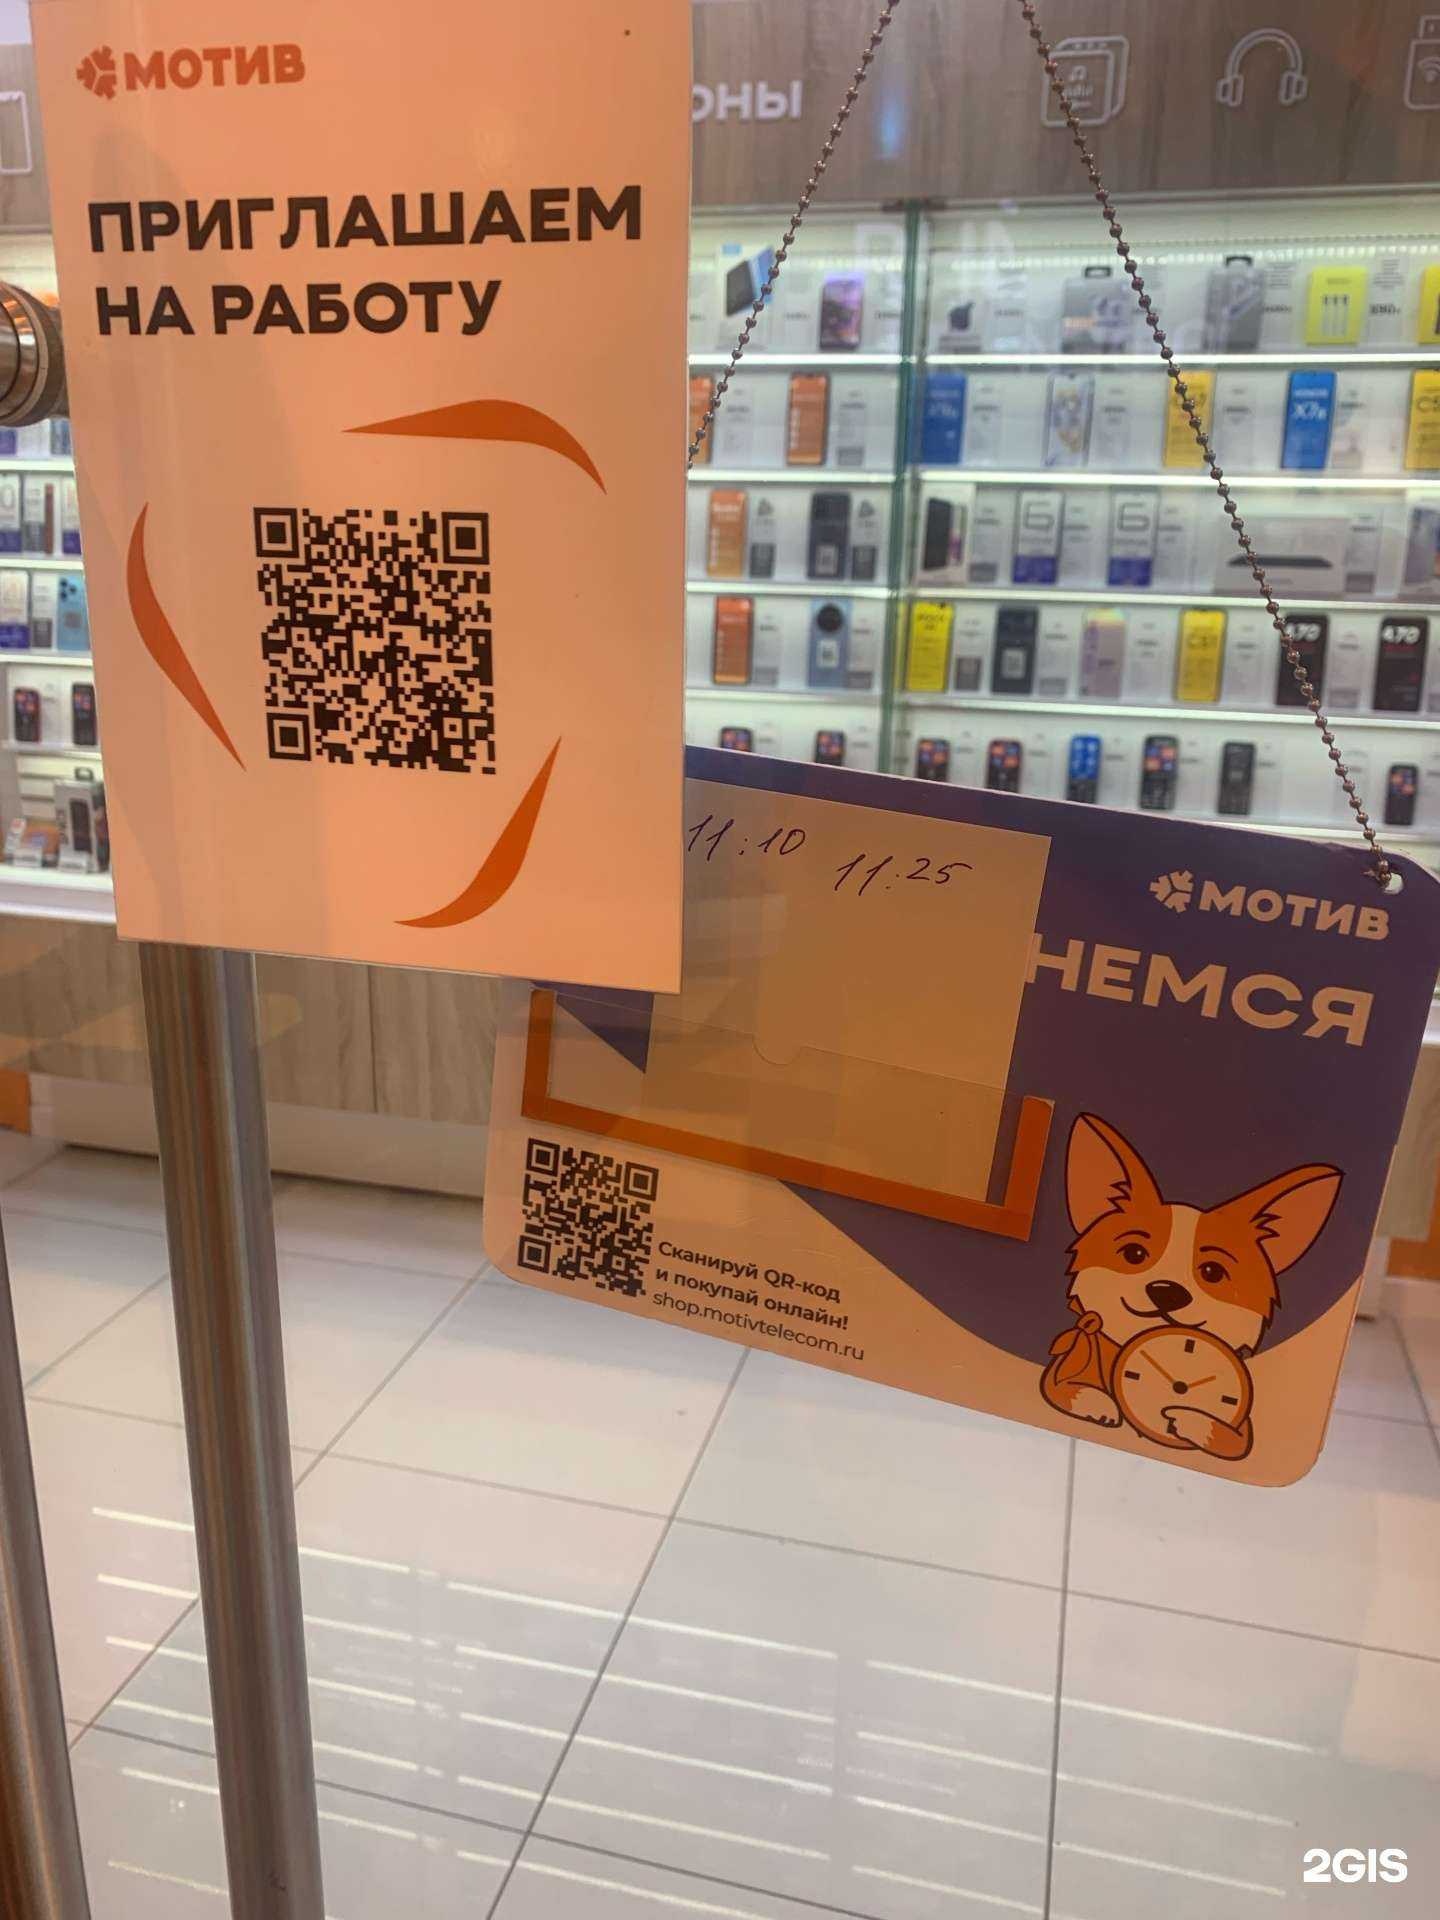 МОТИВ
ПРИГЛАШАЕМ
НА РАБОТУ
ОНЫ
11:10 11:25
МОТИВ
НЕМСЯ
Сканируй QR-код
и покупай онлайн!
shop.motivtelecom.ru
2GIS